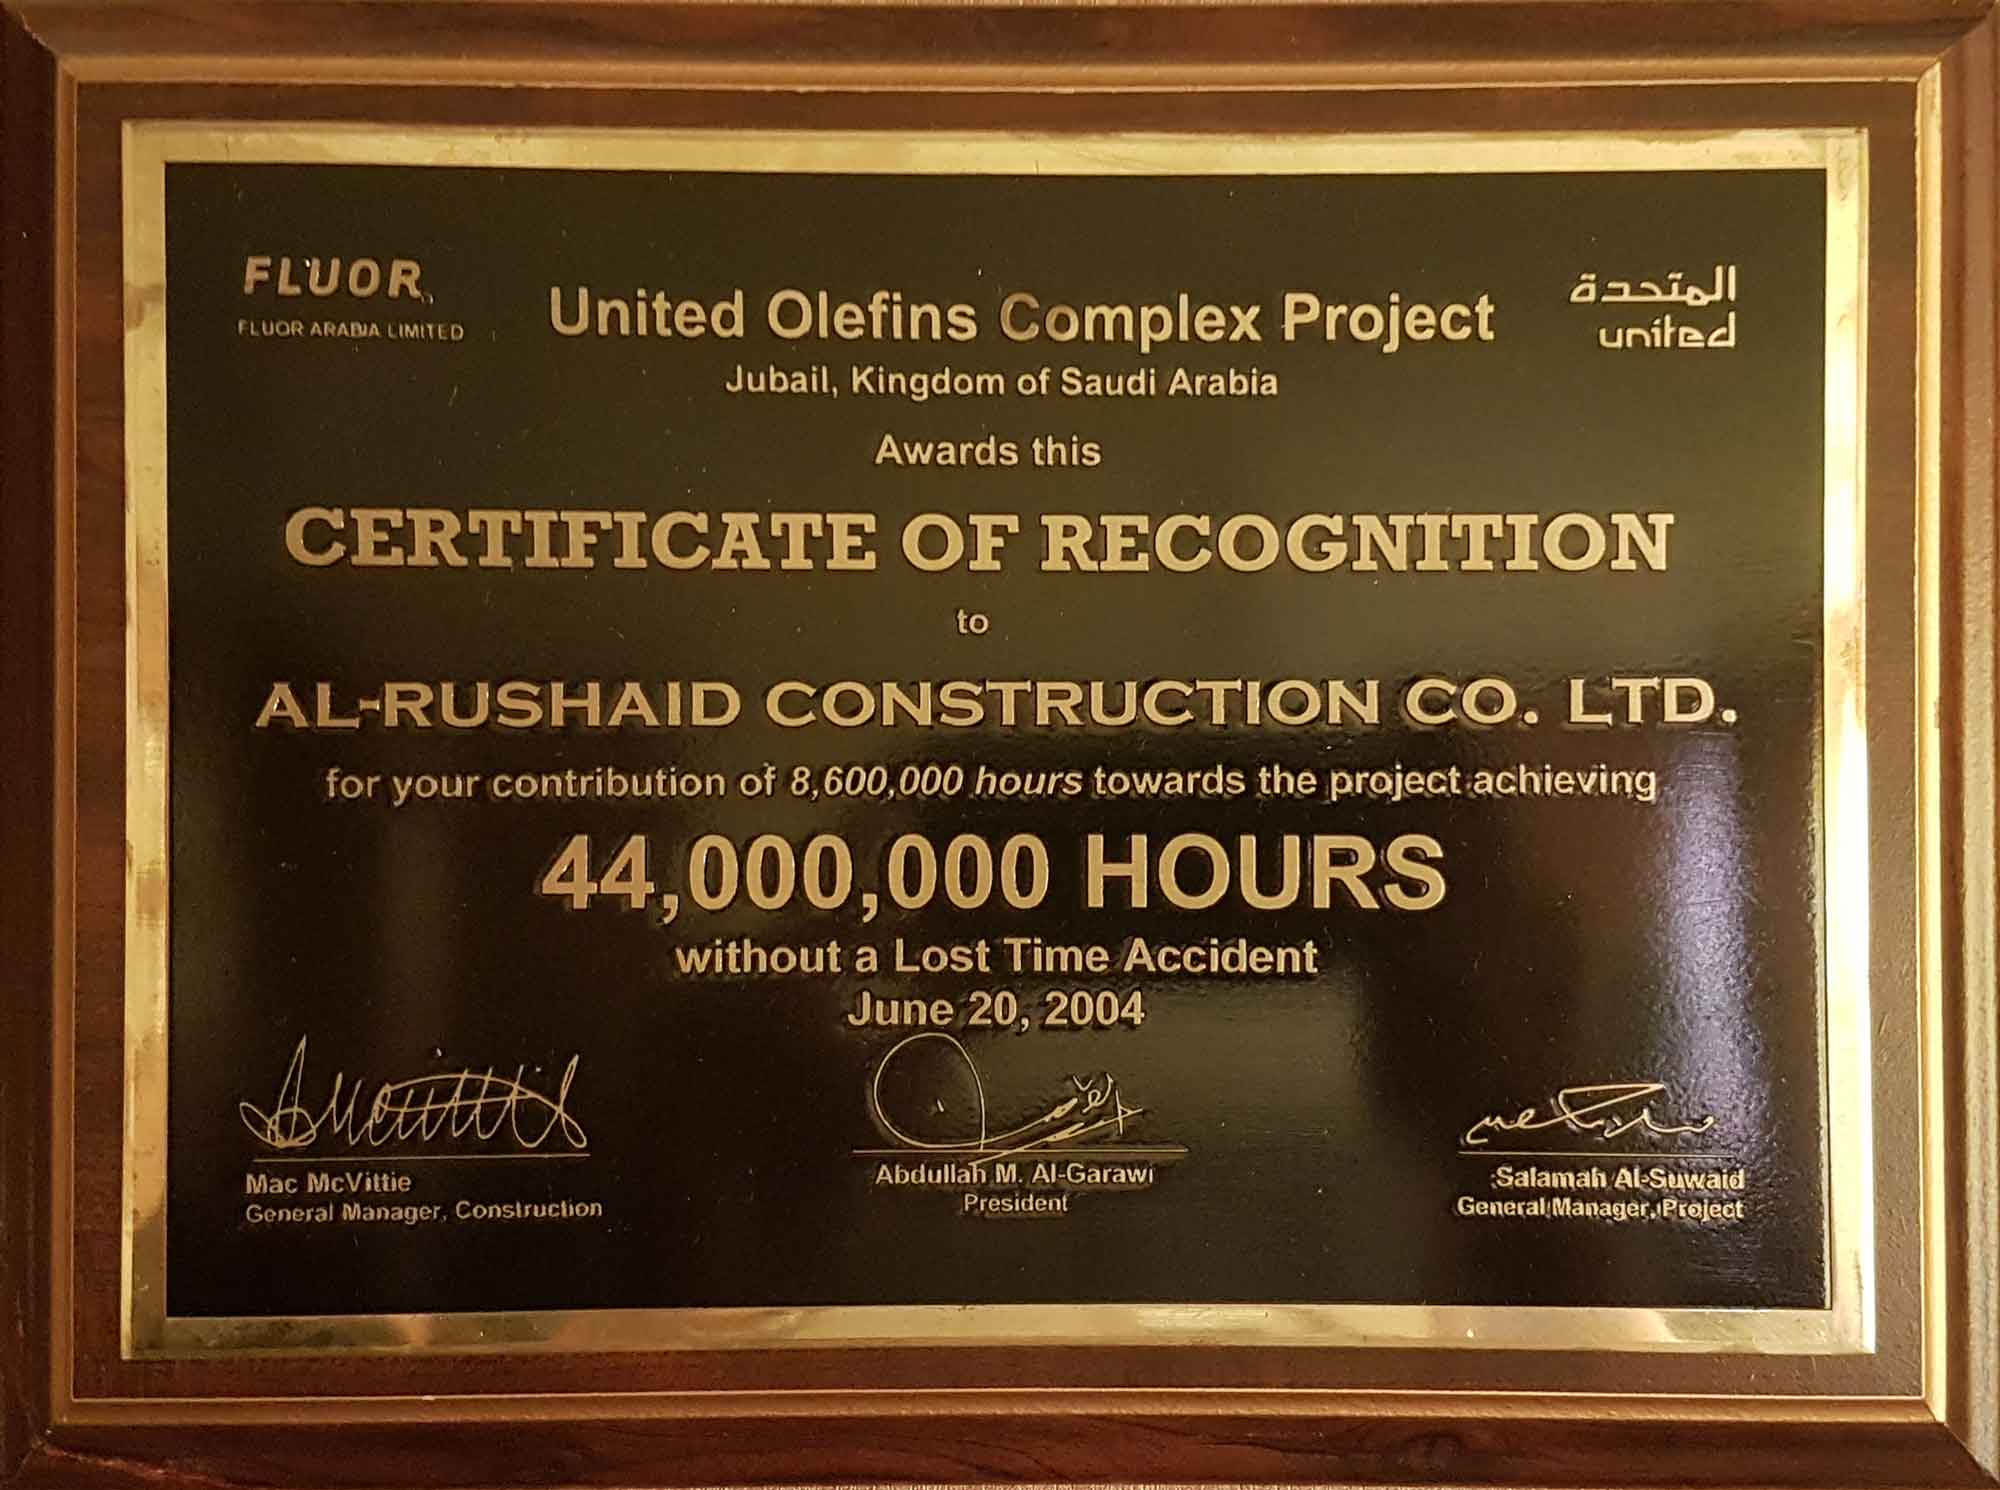 FLUOR
FLUOR ARABIA LIMITED
United Olefins Complex Project
المتحدة
united
Jubail, Kingdom of Saudi Arabia
Awards this
CERTIFICATE OF RECOGNITION
to
AL-RUSHAID CONSTRUCTION CO. LTD.
for your contribution of 8,600,000 hours towards the project achieving
44,000,000 HOURS
without a Lost Time Accident
June 20, 2004
Mac McVittie
General Manager, Construction
Abdullah M. Al-Garawi
President
Salamah Al-Suwaid
General Manager, Project